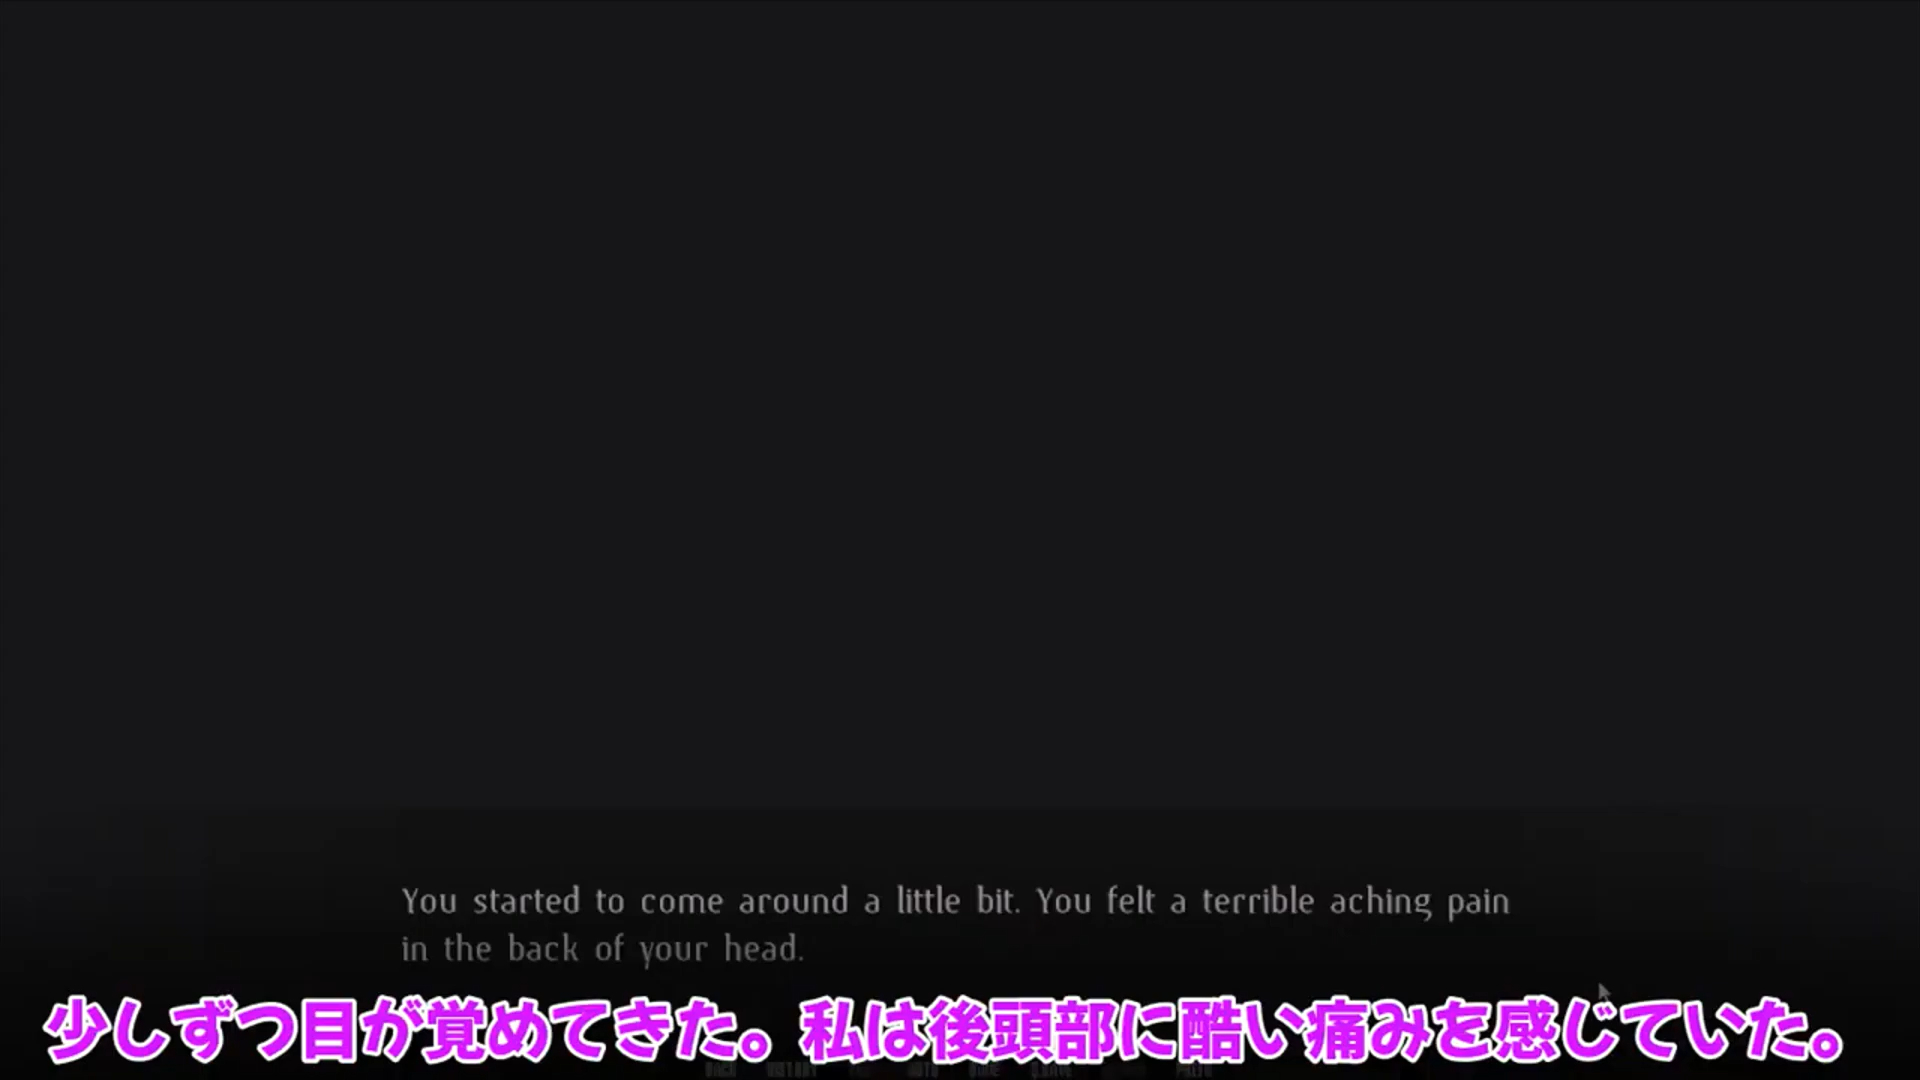 You started to come around a little bit. You felt a terrible aching pain
in the back of your head.
少しずつ目が覚めてきた。私は後頭部に酷い痛みを感じていた。